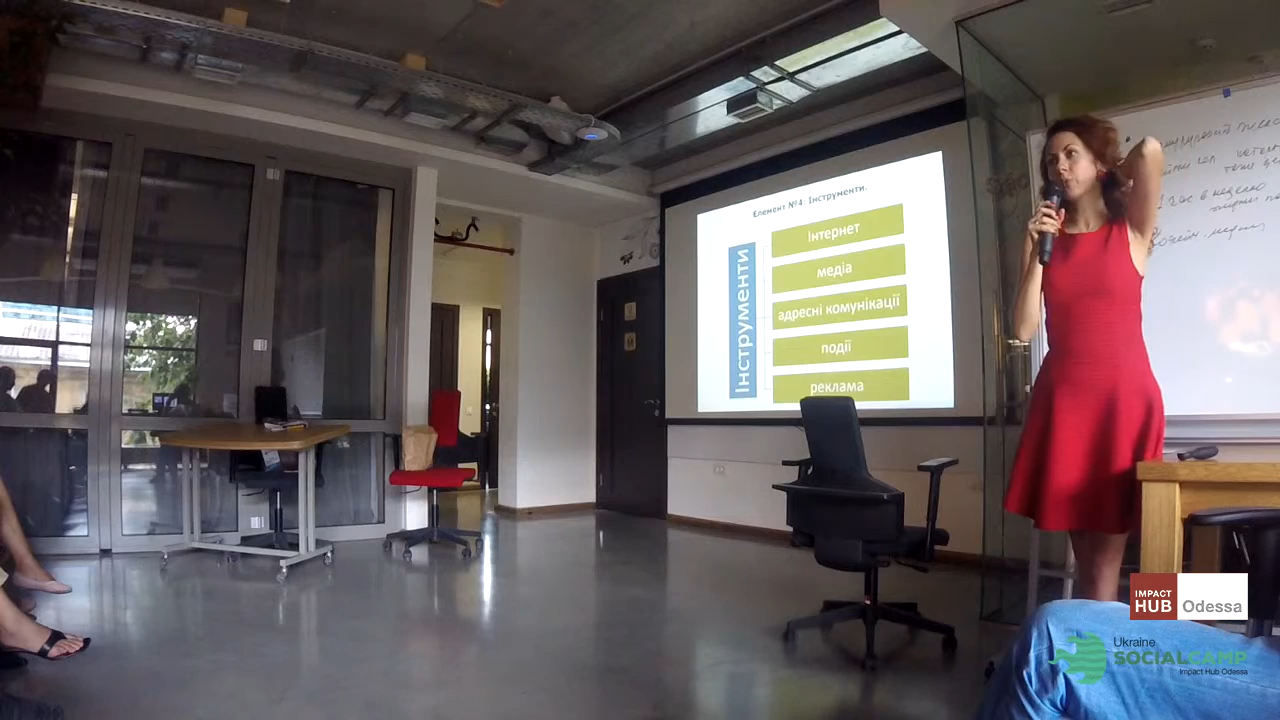 Елемент №4. Інструменти.
Інструменти
Інтернет
медіа
адресні комунікації
події
реклама
IMPACT
HUB
Odessa
Ukraine
SOCIALCAMP
Impact Hub Odessa